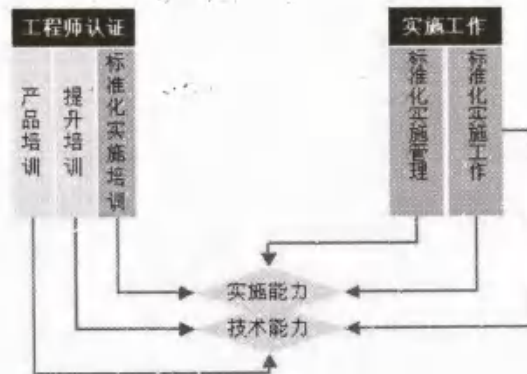 工程师认证
实施工作
产品培训
提升培训
标准化实施培训
标准化实施管理
标准化实施工作
实施能力
技术能力